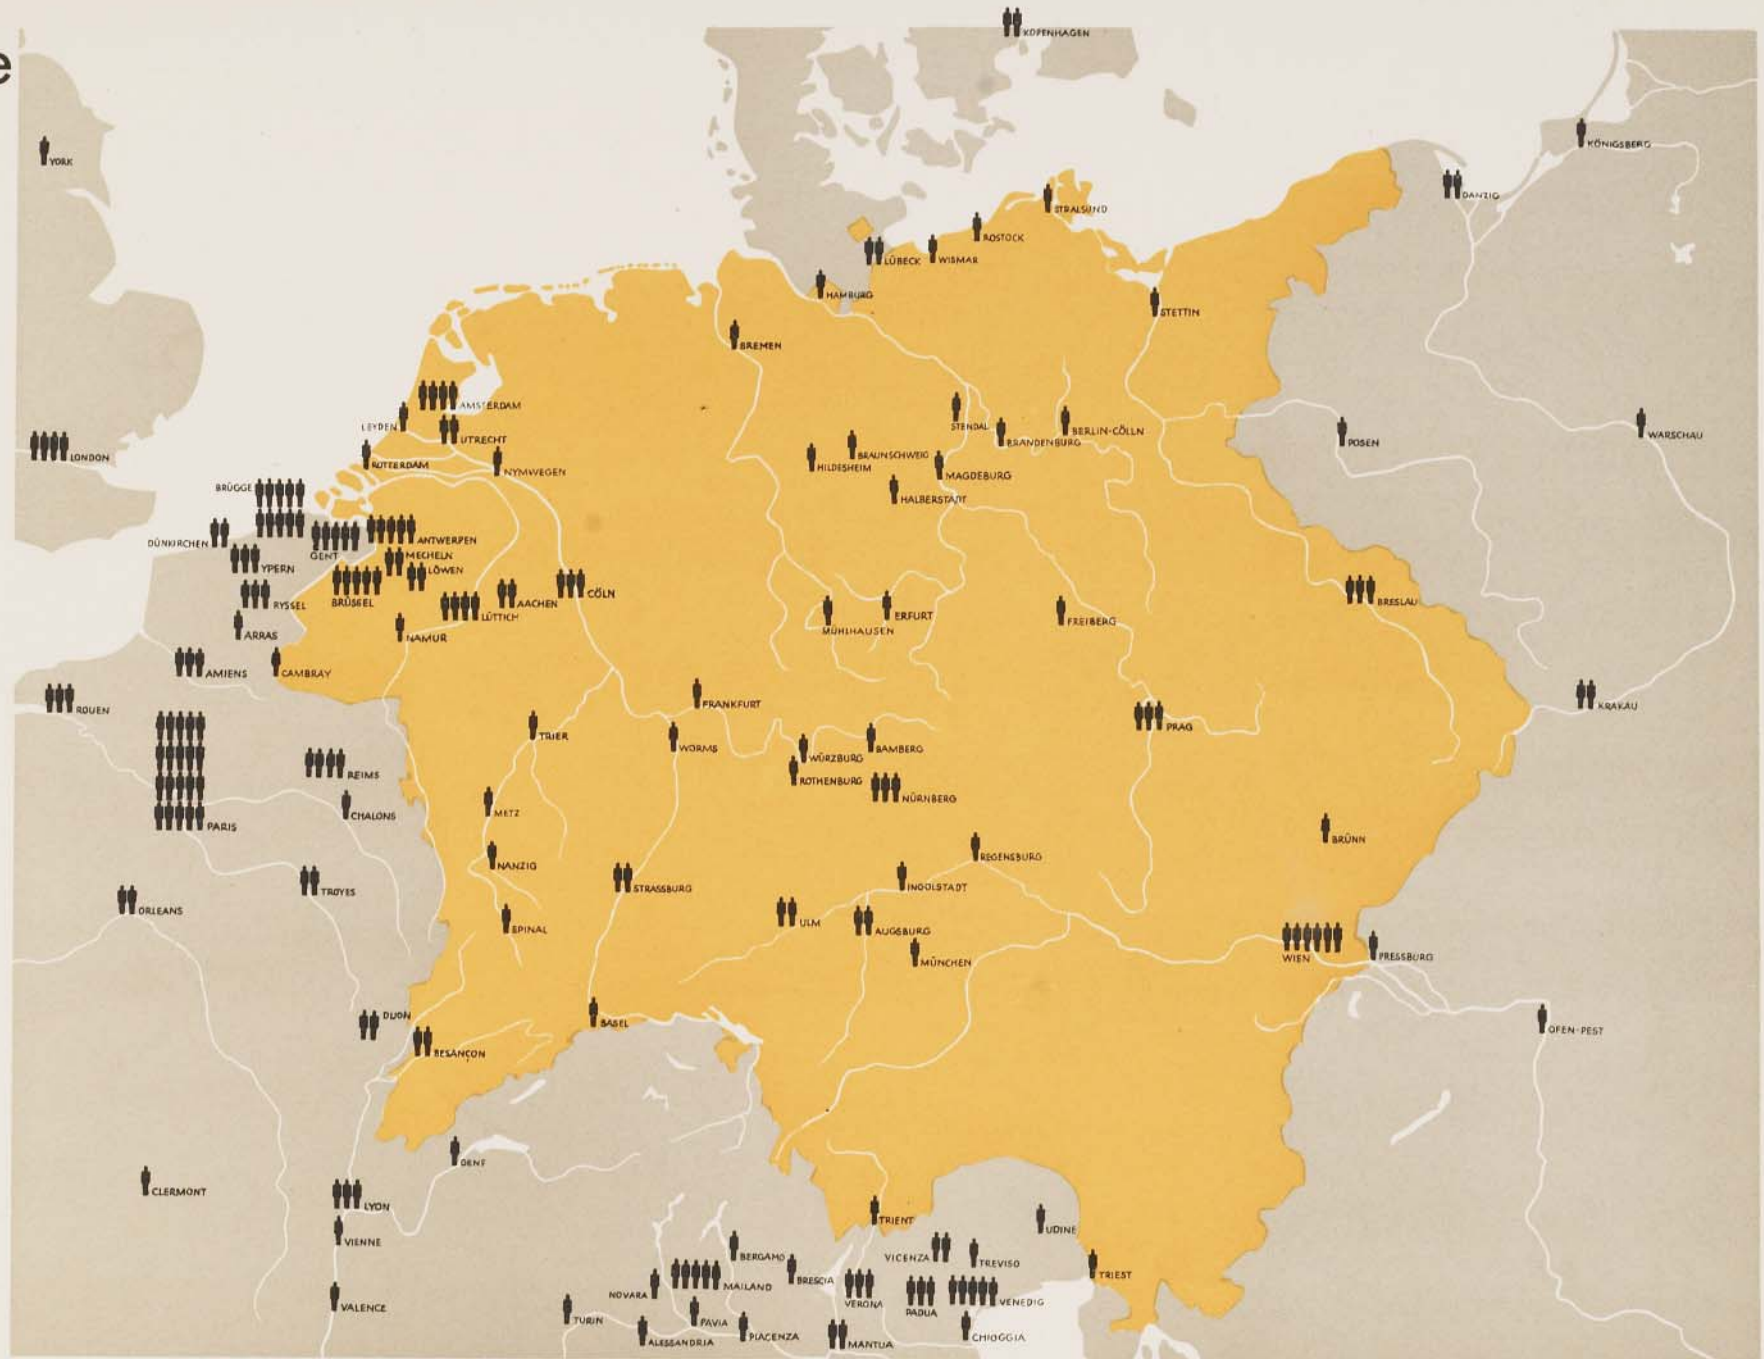 e
KOPENHAGEN
YORK
KÖNIGSBERG
DANZIG
STRALSUND
ROSTOCK
LÜBECK
WISMAR
HAMBURG
STETTIN
BREMEN
AMSTERDAM
LEYDEN
UTRECHT
STENDAL
BERLIN-CÖLLN
BRANDENBURG
POSEN
WARSCHAU
LONDON
ROTTERDAM
NYMWEGEN
BRAUNSCHWEIG
HILDESHEIM
MAGDEBURG
HALBERSTADT
BRÜGGE
DÜNKIRCHEN
GENT
ANTWERPEN
MECHELN
YPERN
LÖWEN
BRÜSSEL
RYSSEL
LÜTTICH
AACHEN
CÖLN
BRESLAU
ERFURT
MÜHLHAUSEN
FREIBERG
ARRAS
NAMUR
AMIENS
CAMBRAY
ROUEN
FRANKFURT
KRAKAU
TRIER
WORMS
WÜRZBURG
BAMBERG
PRAG
REIMS
ROTHENBURG
NÜRNBERG
CHALONS
PARIS
METZ
BRÜNN
NANZIG
REGENSBURG
TROYES
STRASSBURG
INGOLSTADT
ORLEANS
EPINAL
ULM
AUGSBURG
MÜNCHEN
WIEN
PRESSBURG
DIJON
BASEL
OFEN-PEST
BESANÇON
GENF
CLERMONT
LYON
TRIENT
UDINE
VIENNE
BERGAMO
VICENZA
TREVISO
TRIEST
BRESCIA
NOVARA
MAILAND
VERONA
PADUA
VENEDIG
VALENCE
TURIN
PAVIA
ALESSANDRIA
PIACENZA
MANTUA
CHIOGGIA